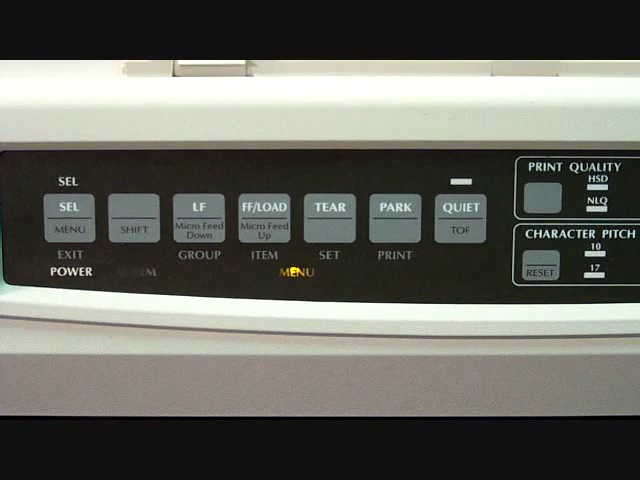 SEL
SEL
MENU
EXIT
POWER
SHIFT
LF
Micro Feed
Down
GROUP
FF/LOAD
Micro Feed
Up
ITEM
TEAR
SET
PARK
PRINT
QUIET
TOF
MENU
PRINT QUALITY
HSD
NLQ
CHARACTER PITCH
10
17
RESET